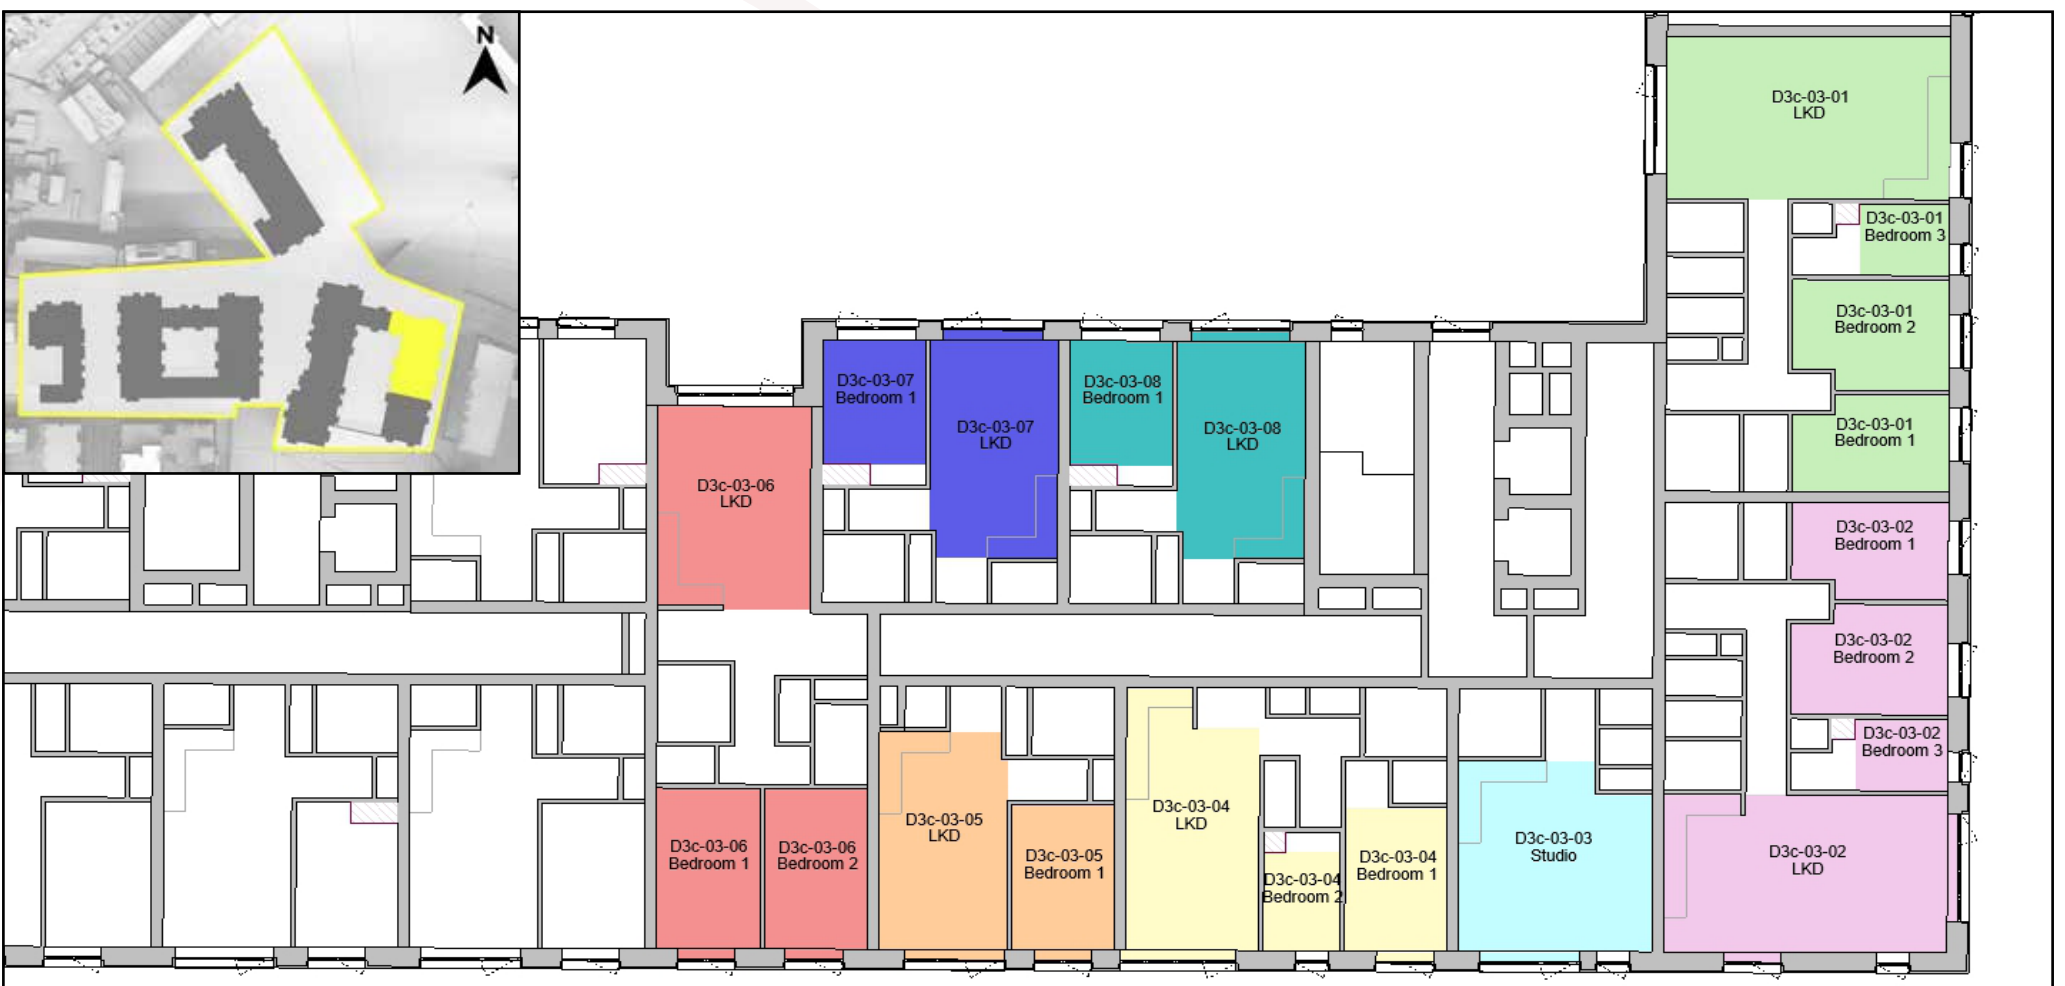 N
D3c-03-01
LKD
D3c-03-01
Bedroom 3
D3c-03-01
Bedroom 2
D3c-03-01
Bedroom 1
D3c-03-07
Bedroom 1
D3c-03-07
LKD
D3c-03-08
Bedroom 1
D3c-03-08
LKD
D3c-03-06
LKD
D3c-03-02
Bedroom 1
D3c-03-02
Bedroom 2
D3c-03-02
Bedroom 3
D3c-03-06
Bedroom 1
D3c-03-06
Bedroom 2
D3c-03-05
LKD
D3c-03-05
Bedroom 1
D3c-03-04
LKD
D3c-03-04
Bedroom 2
D3c-03-04
Bedroom 1
D3c-03-03
Studio
D3c-03-02
LKD